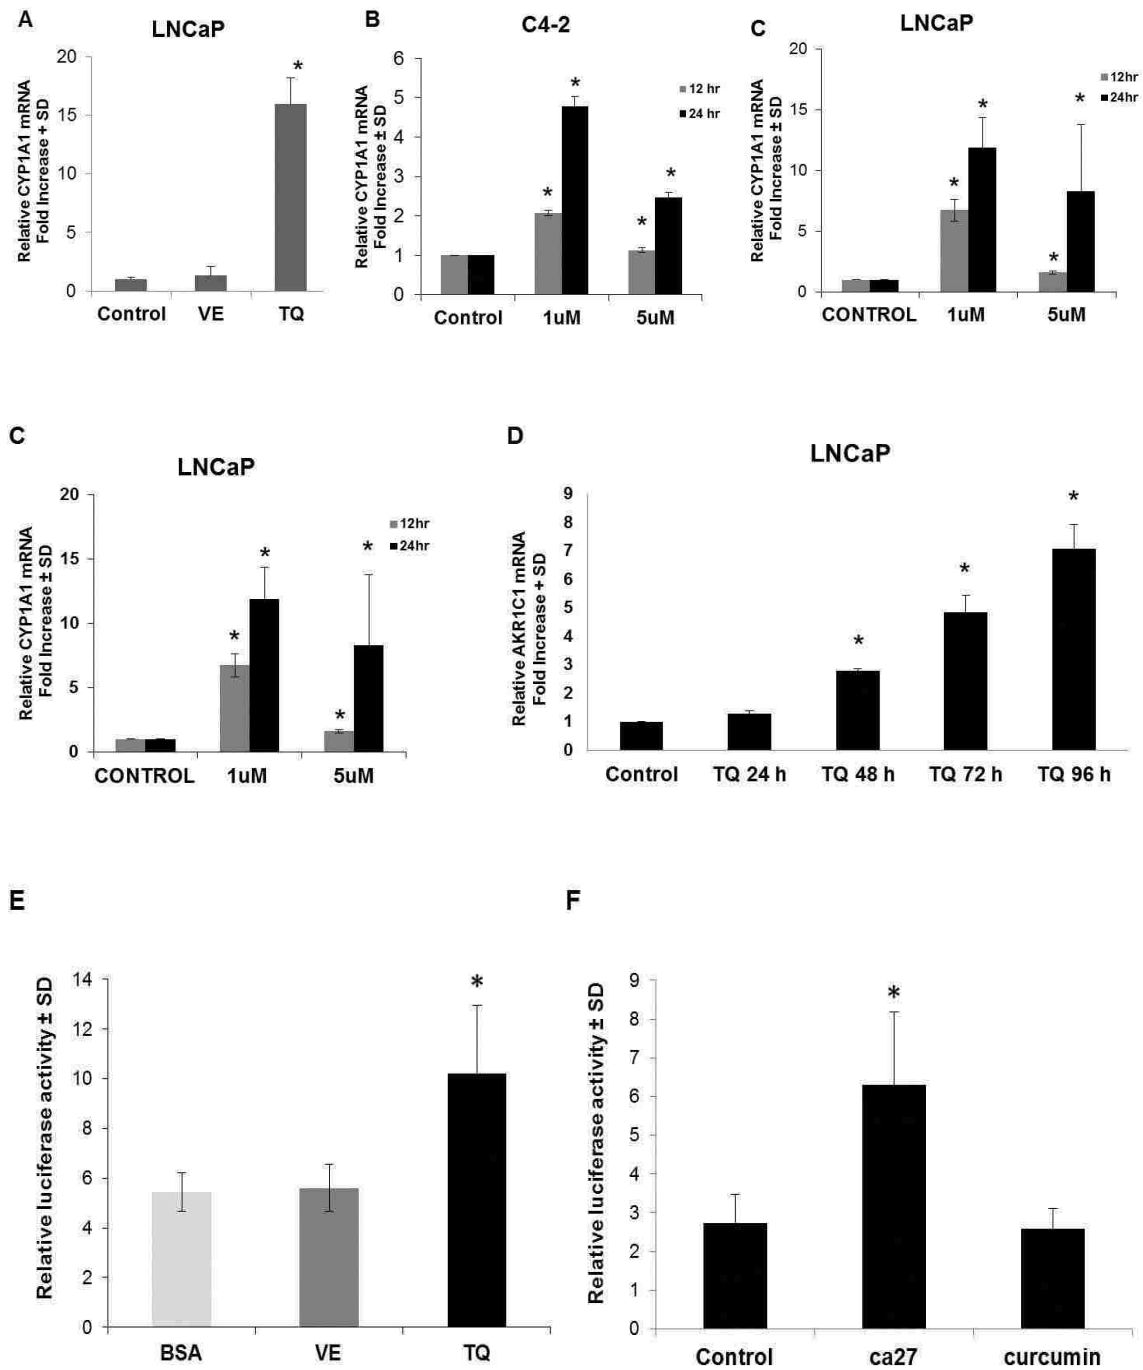 A
LNCaP
Relative CYP1A1 mRNA
Fold Increase + SD
20
15
10
5
0
*
Control VE TQ
B
C4-2
Relative CYP1A1 mRNA
Fold Increase ± SD
6
5
4
3
2
1
0
12 hr
24 hr
* * * *
Control 1uM 5uM
C
LNCaP
Relative CYP1A1 mRNA
Fold Increase ± SD
20
15
10
5
0
12hr
24hr
* * * *
CONTROL 1uM 5uM
C
LNCaP
Relative CYP1A1 mRNA
Fold Increase ± SD
20
15
10
5
0
12hr
24hr
* * * *
CONTROL 1uM 5uM
D
LNCaP
Relative AKR1C1 mRNA
Fold Increase + SD
9
8
7
6
5
4
3
2
1
0
* * *
Control TQ 24 h TQ 48 h TQ 72 h TQ 96 h
E
Relative luciferase activity ± SD
14
12
10
8
6
4
2
0
*
BSA VE TQ
F
Relative luciferase activity ± SD
9
8
7
6
5
4
3
2
1
0
*
Control ca27 curcumin